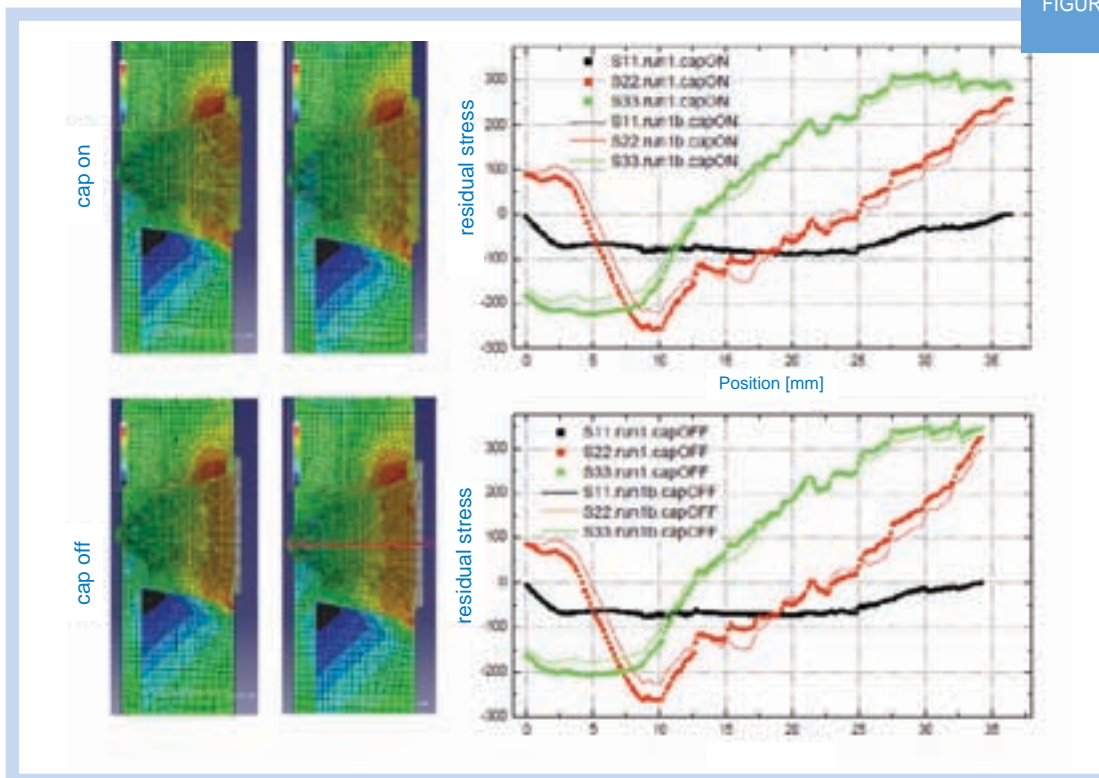 FIGUR
cap on
residual stress
S11.run1.capON
S22.run1.capON
S33.run1.capON
S11.run1b.capON
S22.run1b.capON
S33.run1b.capON
300
200
100
0
-100
-200
-300
0 5 10 15 20 25 30 35
Position [mm]
cap off
residual stress
S11.run1.capOFF
S22.run1.capOFF
S33.run1.capOFF
S11.run1b.capOFF
S22.run1b.capOFF
S33.run1b.capOFF
300
200
100
0
-100
-200
-300
0 5 10 15 20 25 30 35